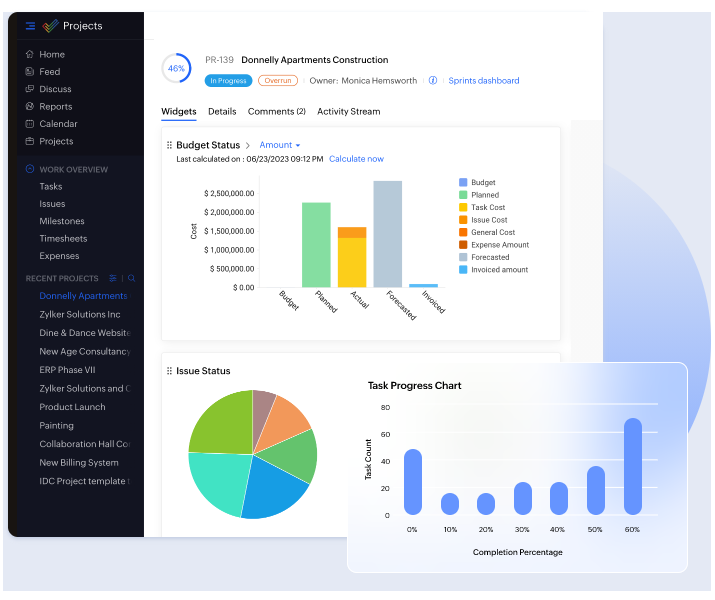 Projects
Home
Feed
Discuss
Reports
Calendar
Projects
WORK OVERVIEW
Tasks
Issues
Milestones
Timesheets
Expenses
RECENT PROJECTS
Donnelly Apartments
Zylker Solutions Inc
Dine & Dance Website
New Age Consultancy
ERP Phase VII
Zylker Solutions and
Product Launch
Painting
Collaboration Hall
New Billing System
IDC Project template
46%
PR-139 Donnelly Apartments Construction
In Progress Overrun Owner: Monica Hemsworth Sprints dashboard
Widgets Details Comments (2) Activity Stream
Budget Status > Amount
Last calculated on : 06/23/2023 09:12 PM Calculate now
Cost
$ 2,500,000.00
$ 2,000,000.00
$ 1,500,000.00
$ 1,000,000.00
$ 500,000.00
$ 0.00
Budget
Planned
Actual
Forecasted
Invoiced
Budget
Planned
Task Cost
Issue Cost
General Cost
Expense Amount
Forecasted
Invoiced amount
Issue Status
Task Progress Chart
Task Count
80
60
40
20
0
0% 10% 20% 30% 40% 50% 60%
Completion Percentage